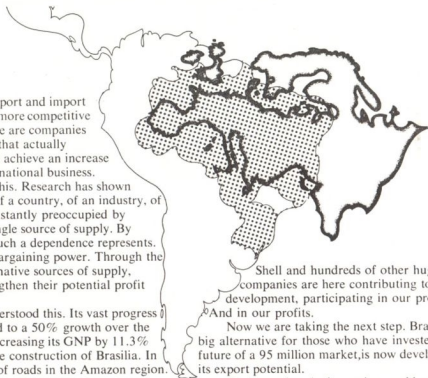 port and import
more competitive
e are companies
that actually
achieve an increase
national business.
his. Research has shown
f a country, of an industry, of
stantly preoccupied by
gle source of supply. By
uch a dependence represents.
argaining power. Through the
native sources of supply,
gthen their potential profit
erstood this. Its vast progress
d to a 50% growth over the
creasing its GNP by 11.3%
e construction of Brasilia. In
of roads in the Amazon region.
Shell and hundreds of other hug
companies are here contributing to
development, participating in our pro
And in our profits.
Now we are taking the next step. Bra
big alternative for those who have investe
future of a 95 million market,is now develo
its export potential.